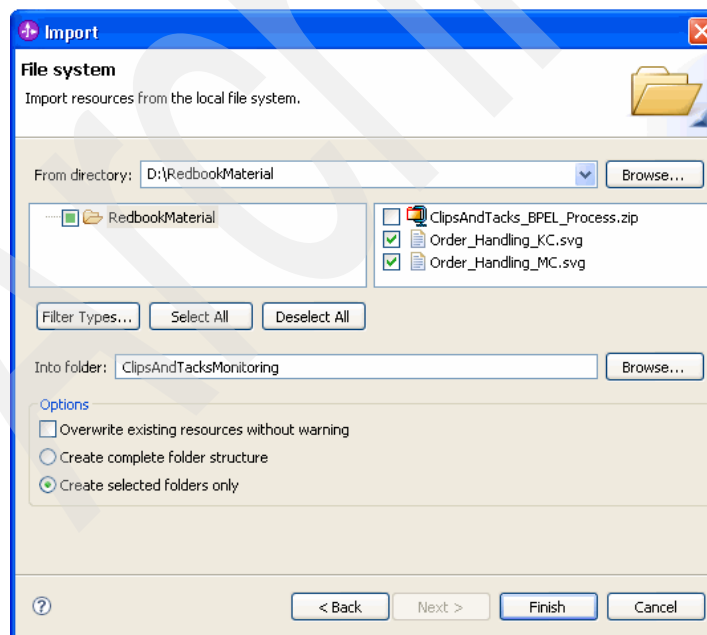 Import
File system
Import resources from the local file system.
From directory: D:\RedbookMaterial Browse...
RedbookMaterial
ClipsAndTacks_BPEL_Process.zip
Order_Handling_KC.svg
Order_Handling_MC.svg
Filter Types... Select All Deselect All
Into folder: ClipsAndTacksMonitoring Browse...
Options
Overwrite existing resources without warning
Create complete folder structure
Create selected folders only
? < Back Next > Finish Cancel